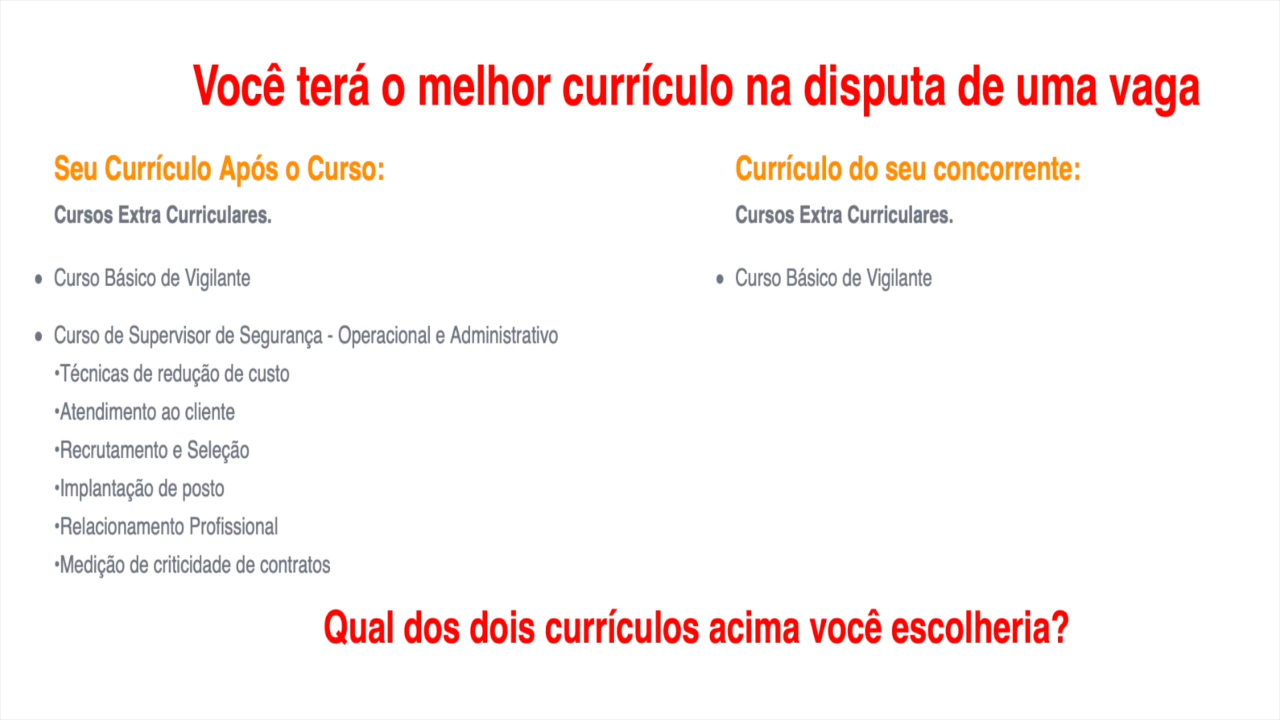 Você terá o melhor currículo na disputa de uma vaga
Seu Currículo Após o Curso:
Cursos Extra Curriculares.
• Curso Básico de Vigilante
• Curso de Supervisor de Segurança - Operacional e Administrativo
•Técnicas de redução de custo
•Atendimento ao cliente
•Recrutamento e Seleção
•Implantação de posto
•Relacionamento Profissional
•Medição de criticidade de contratos
Currículo do seu concorrente:
Cursos Extra Curriculares.
• Curso Básico de Vigilante
Qual dos dois currículos acima você escolheria?